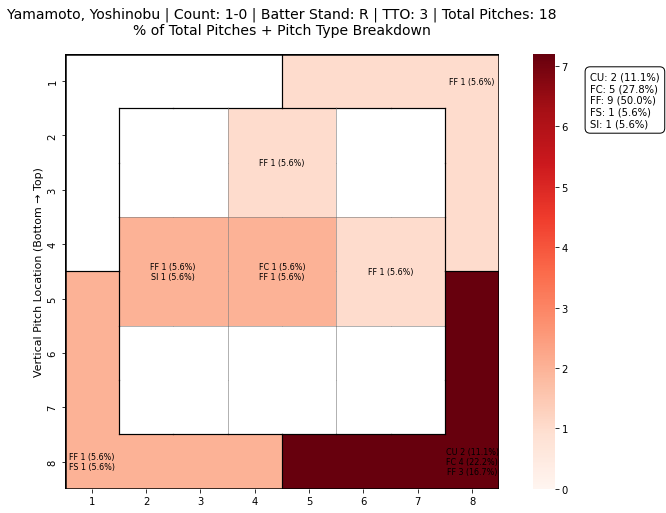 Yamamoto, Yoshinobu | Count: 1-0 | Batter Stand: R | TTO: 3 | Total Pitches: 18
% of Total Pitches + Pitch Type Breakdown
CU: 2 (11.1%)
FC: 5 (27.8%)
FF: 9 (50.0%)
FS: 1 (5.6%)
SI: 1 (5.6%)
Vertical Pitch Location (Bottom → Top)
1
2
3
4
5
6
7
8
FF 1 (5.6%)
FF 1 (5.6%)
FF 1 (5.6%)
SI 1 (5.6%)
FC 1 (5.6%)
FF 1 (5.6%)
FF 1 (5.6%)
FF 1 (5.6%)
FS 1 (5.6%)
CU 2 (11.1%)
FC 4 (22.2%)
FF 3 (16.7%)
1 2 3 4 5 6 7 8
7
6
5
4
3
2
1
0